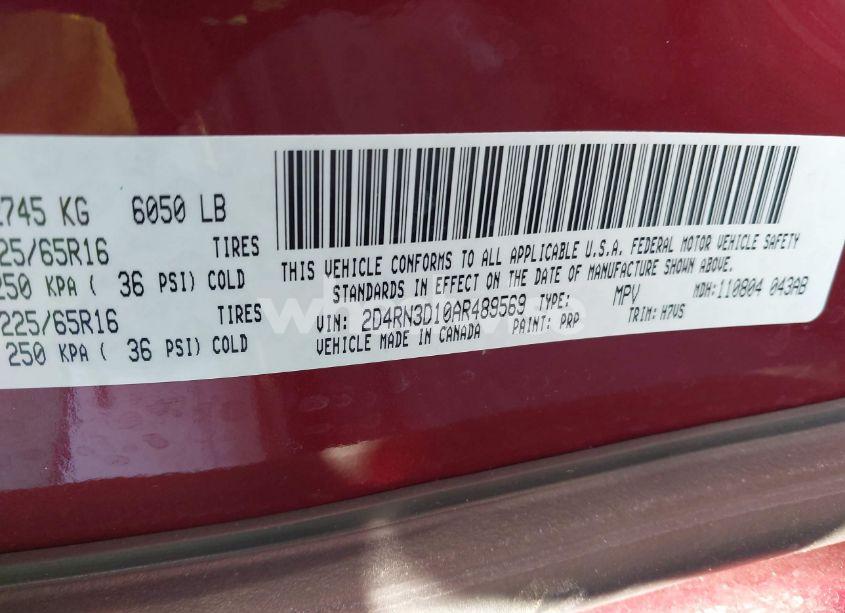 745 KG 6050 LB
25/65R16 TIRES
250 KPA ( 36 PSI) COLD
225/65R16 TIRES
250 KPA ( 36 PSI) COLD
THIS VEHICLE CONFORMS TO ALL APPLICABLE U.S.A. FEDERAL MOTOR VEHICLE SAFETY
STANDARDS IN EFFECT ON THE DATE OF MANUFACTURE SHOWN ABOVE.
VIN: 2D4RN3D10AR489569 TYPE: MPV MDH: 110804 043AB
VEHICLE MADE IN CANADA PAINT: PRP TRIM: H7VS